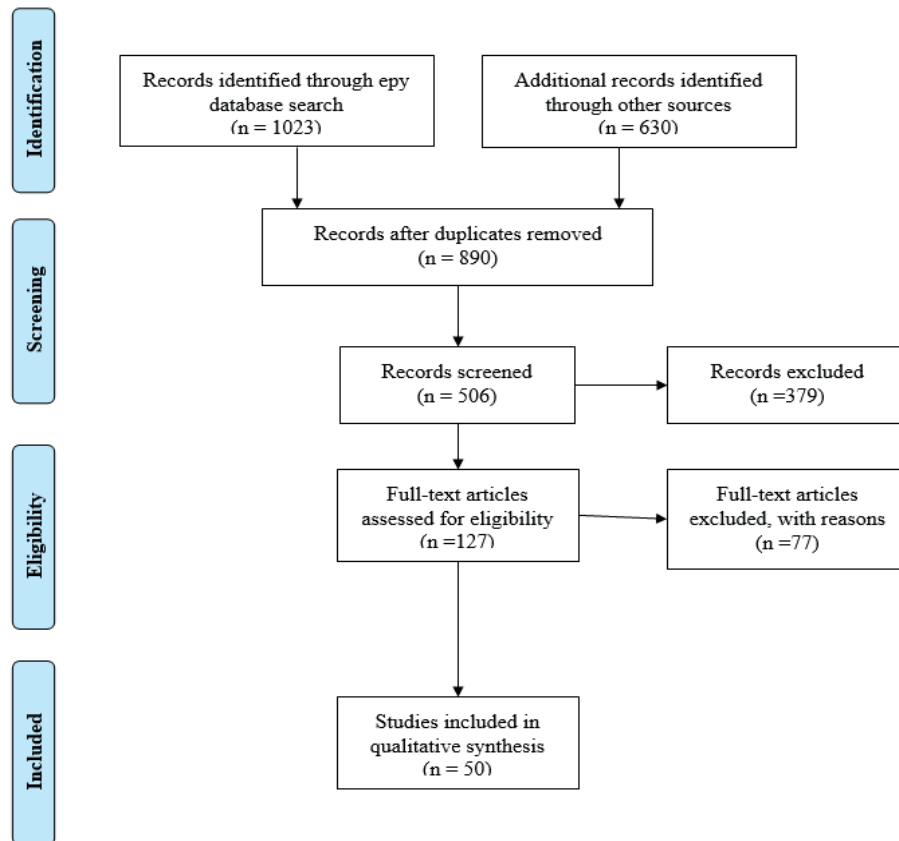 Identification
Records identified through epy
database search
(n = 1023)
Additional records identified
through other sources
(n = 630)
Screening
Records after duplicates removed
(n = 890)
Records screened
(n = 506)
Records excluded
(n =379)
Eligibility
Full-text articles
assessed for eligibility
(n =127)
Full-text articles
excluded, with reasons
(n =77)
Included
Studies included in
qualitative synthesis
(n = 50)